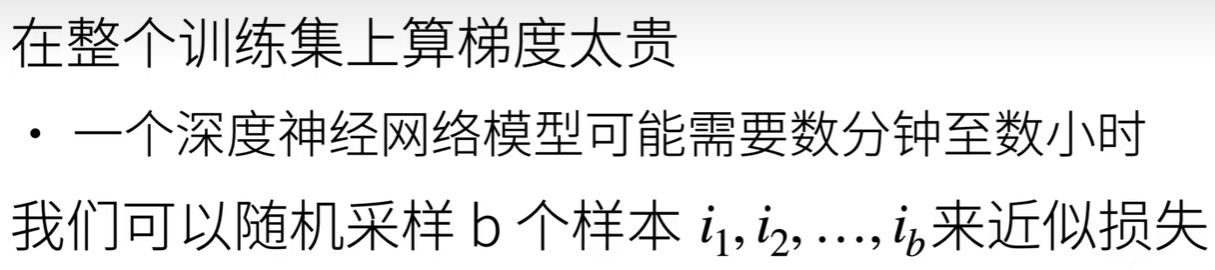 在整个训练集上算梯度太贵
• 一个深度神经网络模型可能需要数分钟至数小时
我们可以随机采样 b 个样本 i₁, i₂, …, i_b 来近似损失